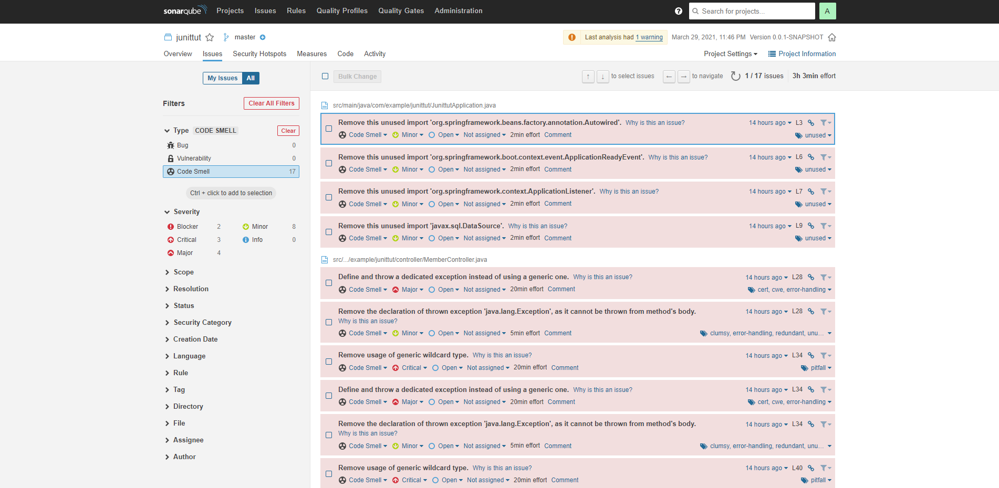 sonarqube Projects Issues Rules Quality Profiles Quality Gates Administration ? Search for projects... A
junittut master Last analysis had 1 warning March 29, 2021, 11:46 PM Version 0.0.1-SNAPSHOT
Overview Issues Security Hotspots Measures Code Activity Project Settings Project Information
My Issues All
Filters Clear All Filters
Type CODE SMELL Clear
Bug 0
Vulnerability 0
Code Smell 17
Ctrl + click to add to selection
Severity
Blocker 2 Minor 8
Critical 3 Info 0
Major 4
Scope
Resolution
Status
Security Category
Creation Date
Language
Rule
Tag
Directory
File
Assignee
Author
Bulk Change ↑ ↓ to select issues ← → to navigate 1 / 17 issues 3h 3min effort
src/main/java/com/example/junittut/JunittutApplication.java
Remove this unused import 'org.springframework.beans.factory.annotation.Autowired'. Why is this an issue? 14 hours ago L3
Code Smell Minor Open Not assigned 2min effort Comment unused
Remove this unused import 'org.springframework.boot.context.event.ApplicationReadyEvent'. Why is this an issue? 14 hours ago L6
Code Smell Minor Open Not assigned 2min effort Comment unused
Remove this unused import 'org.springframework.context.ApplicationListener'. Why is this an issue? 14 hours ago L7
Code Smell Minor Open Not assigned 2min effort Comment unused
Remove this unused import 'javax.sql.DataSource'. Why is this an issue? 14 hours ago L9
Code Smell Minor Open Not assigned 2min effort Comment unused
src/.../example/junittut/controller/MemberController.java
Define and throw a dedicated exception instead of using a generic one. Why is this an issue? 14 hours ago L28
Code Smell Major Open Not assigned 20min effort Comment cert, cwe, error-handling
Remove the declaration of thrown exception 'java.lang.Exception', as it cannot be thrown from method's body. 14 hours ago L28
Why is this an issue?
Code Smell Minor Open Not assigned 5min effort Comment clumsy, error-handling, redundant, unu...
Remove usage of generic wildcard type. Why is this an issue? 14 hours ago L34
Code Smell Critical Open Not assigned 20min effort Comment pitfall
Define and throw a dedicated exception instead of using a generic one. Why is this an issue? 14 hours ago L34
Code Smell Major Open Not assigned 20min effort Comment cert, cwe, error-handling
Remove the declaration of thrown exception 'java.lang.Exception', as it cannot be thrown from method's body. 14 hours ago L34
Why is this an issue?
Code Smell Minor Open Not assigned 5min effort Comment clumsy, error-handling, redundant, unu...
Remove usage of generic wildcard type. Why is this an issue? 14 hours ago L40
Code Smell Critical Open Not assigned 20min effort Comment pitfall